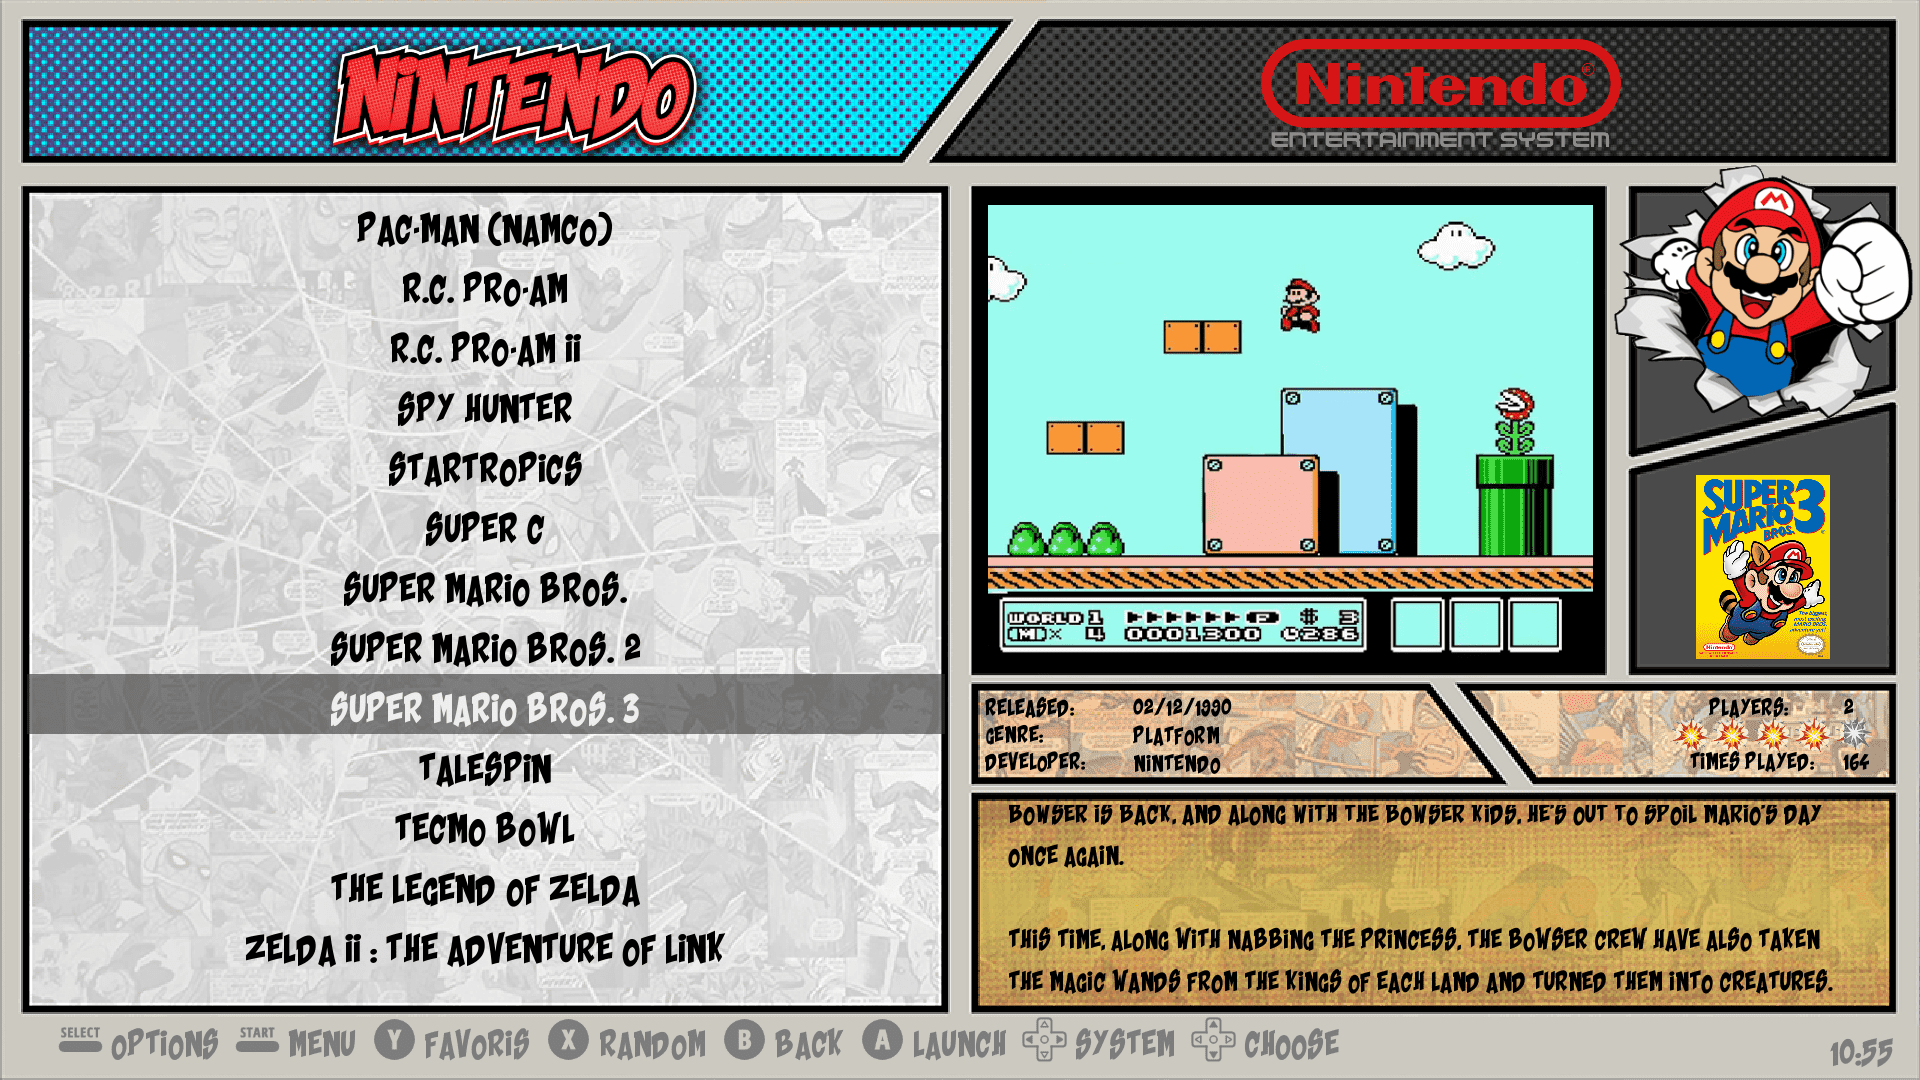 NINTENDO
Nintendo®
ENTERTAINMENT SYSTEM
PAC-MAN (NAMCO)
R.C. PRO-AM
R.C. PRO-AM II
SPY HUNTER
STARTROPICS
SUPER C
SUPER MARIO BROS.
SUPER MARIO BROS. 2
SUPER MARIO BROS. 3
TALESPIN
TECMO BOWL
THE LEGEND OF ZELDA
ZELDA II : THE ADVENTURE OF LINK
WORLD 1 P $ 3
M x 4 0001300 286
M
SUPER
MARIO 3
BROS.
Nintendo
RELEASED: 02/12/1990
GENRE: PLATFORM
DEVELOPER: NINTENDO
PLAYERS: 2
TIMES PLAYED: 164
BOWSER IS BACK, AND ALONG WITH THE BOWSER KIDS, HE'S OUT TO SPOIL MARIO'S DAY
ONCE AGAIN.
THIS TIME, ALONG WITH NABBING THE PRINCESS, THE BOWSER CREW HAVE ALSO TAKEN
THE MAGIC WANDS FROM THE KINGS OF EACH LAND AND TURNED THEM INTO CREATURES.
SELECT OPTIONS START MENU Y FAVORIS X RANDOM B BACK A LAUNCH SYSTEM CHOOSE
10:55